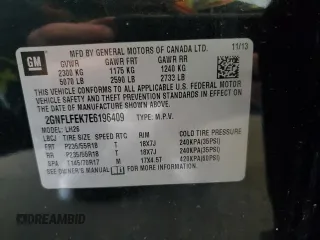 GM
MFD BY GENERAL MOTORS OF CANADA LTD.
11/13
GVWR GAWR FRT GAWR RR
2300 KG 1175 KG 1240 KG
5070 LB 2590 LB 2733 LB
THIS VEHICLE CONFORMS TO ALL APPLICABLE U.S. FEDERAL MOTOR
VEHICLE SAFETY AND THEFT PREVENTION STANDARDS IN EFFECT ON THE
DATE OF MANUFACTURE SHOWN ABOVE.
2GNFLFEK7E6196409 TYPE: M.P.V.
MODEL: LH26
LBCJ TIRE SIZE SPEED RTG RIM COLD TIRE PRESSURE
FRT P235/55R18 T 18X7J 240KPA(35PSI)
RR P235/55R18 T 18X7J 240KPA(35PSI)
SPA T145/70R17 M 17X4.5T 420KPA(60PSI)
SEE OWNER'S MANUAL FOR MORE INFORMATION.
DREAMBID